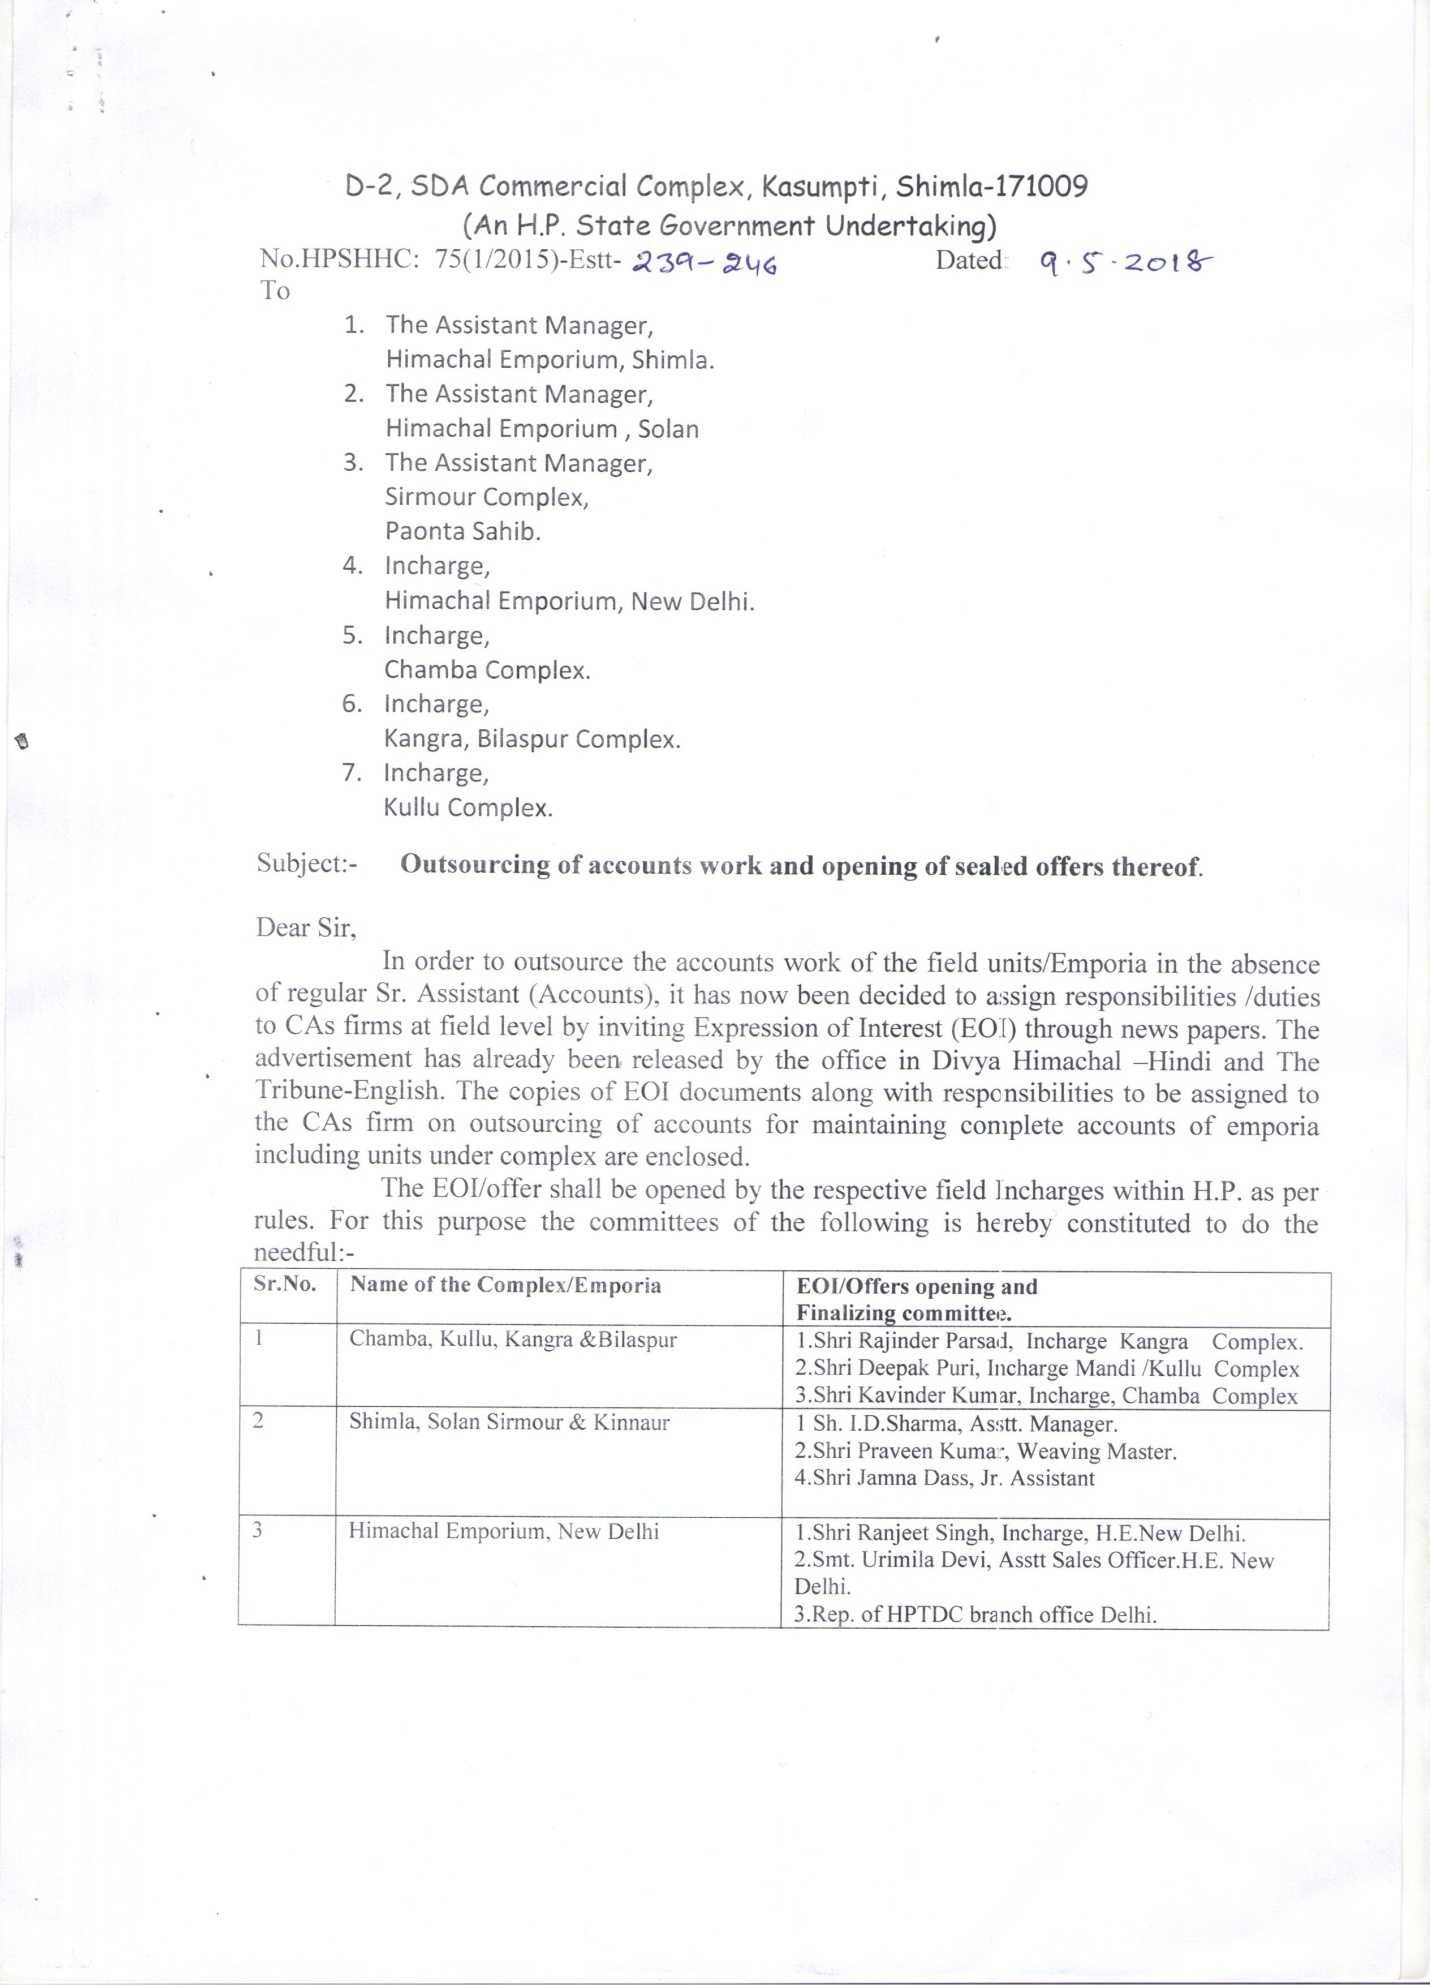 D-2, SDA Commercial Complex, Kasumpti, Shimla-171009
(An H.P. State Government Undertaking)
No.HPSHHC: 75(1/2015)-Estt- 239-246 Dated: 9.5.2018
To
1. The Assistant Manager,
Himachal Emporium, Shimla.
2. The Assistant Manager,
Himachal Emporium , Solan
3. The Assistant Manager,
Sirmour Complex,
Paonta Sahib.
4. Incharge,
Himachal Emporium, New Delhi.
5. Incharge,
Chamba Complex.
6. Incharge,
Kangra, Bilaspur Complex.
7. Incharge,
Kullu Complex.
Subject:- Outsourcing of accounts work and opening of sealed offers thereof.
Dear Sir,
In order to outsource the accounts work of the field units/Emporia in the absence
of regular Sr. Assistant (Accounts), it has now been decided to assign responsibilities /duties
to CAs firms at field level by inviting Expression of Interest (EOI) through news papers. The
advertisement has already been released by the office in Divya Himachal –Hindi and The
Tribune-English. The copies of EOI documents along with responsibilities to be assigned to
the CAs firm on outsourcing of accounts for maintaining complete accounts of emporia
including units under complex are enclosed.
The EOI/offer shall be opened by the respective field Incharges within H.P. as per
rules. For this purpose the committees of the following is hereby constituted to do the
needful:-
Sr.No. Name of the Complex/Emporia EOI/Offers opening and
Finalizing committee.
1 Chamba, Kullu, Kangra &Bilaspur 1.Shri Rajinder Parsad, Incharge Kangra Complex.
2.Shri Deepak Puri, Incharge Mandi /Kullu Complex
3.Shri Kavinder Kumar, Incharge, Chamba Complex
2 Shimla, Solan Sirmour & Kinnaur 1 Sh. I.D.Sharma, Asstt. Manager.
2.Shri Praveen Kumar, Weaving Master.
4.Shri Jamna Dass, Jr. Assistant
3 Himachal Emporium, New Delhi 1.Shri Ranjeet Singh, Incharge, H.E.New Delhi.
2.Smt. Urimila Devi, Asstt Sales Officer.H.E. New
Delhi.
3.Rep. of HPTDC branch office Delhi.